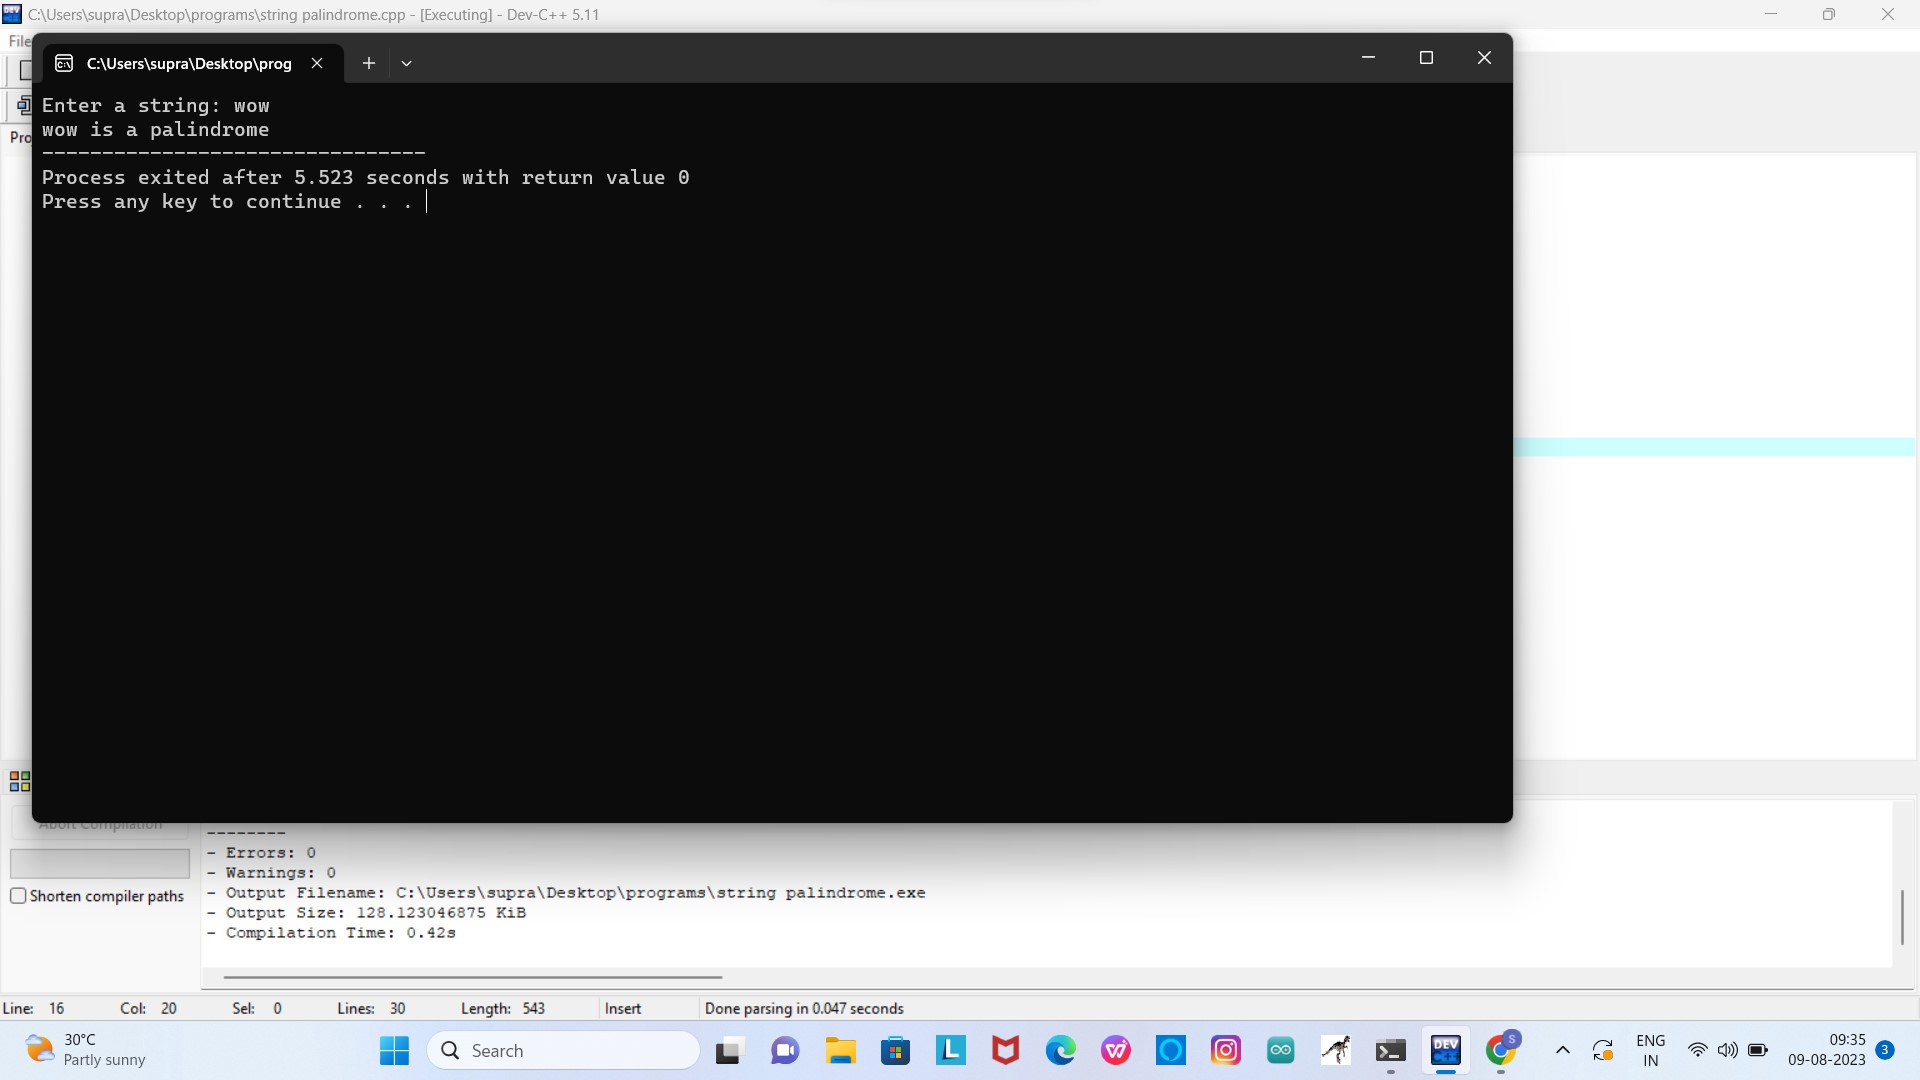 C:\Users\supra\Desktop\programs\string palindrome.cpp - [Executing] - Dev-C++ 5.11
File
C:\Users\supra\Desktop\prog
Enter a string: wow
wow is a palindrome
--------------------------------
Process exited after 5.523 seconds with return value 0
Press any key to continue . . .
Abort Compilation
Shorten compiler paths
--------
- Errors: 0
- Warnings: 0
- Output Filename: C:\Users\supra\Desktop\programs\string palindrome.exe
- Output Size: 128.123046875 KiB
- Compilation Time: 0.42s
Line: 16 Col: 20 Sel: 0 Lines: 30 Length: 543 Insert Done parsing in 0.047 seconds
30°C
Partly sunny
Search
DEV
C++
S
ENG
IN
09:35
09-08-2023
3